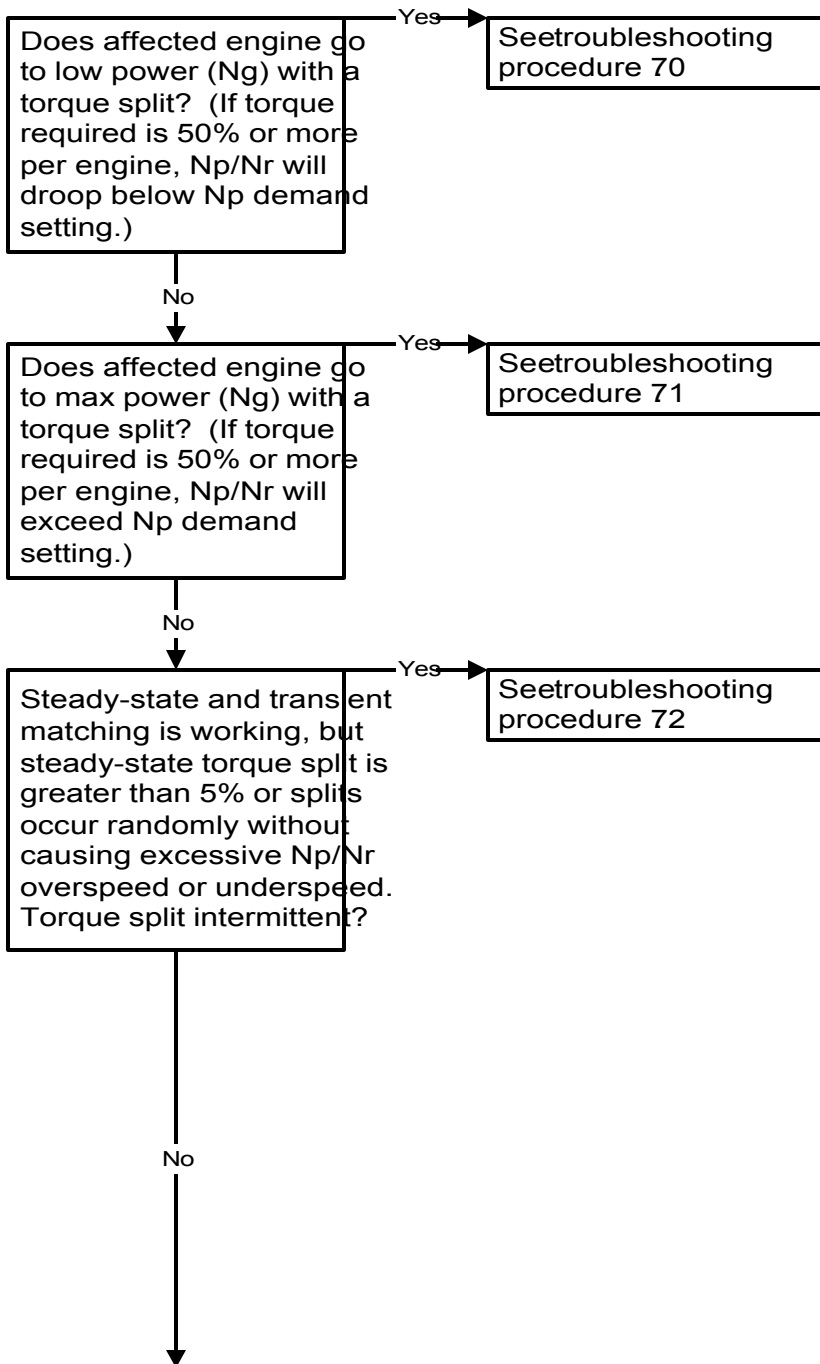 Does affected engine go
to low power (Ng) with a
torque split? (If torque
required is 50% or more
per engine, Np/Nr will
droop below Np demand
setting.)
Yes
Seetroubleshooting
procedure 70
No
Does affected engine go
to max power (Ng) with a
torque split? (If torque
required is 50% or more
per engine, Np/Nr will
exceed Np demand
setting.)
Yes
Seetroubleshooting
procedure 71
No
Steady-state and transient
matching is working, but
steady-state torque split is
greater than 5% or splits
occur randomly without
causing excessive Np/Nr
overspeed or underspeed.
Torque split intermittent?
Yes
Seetroubleshooting
procedure 72
No